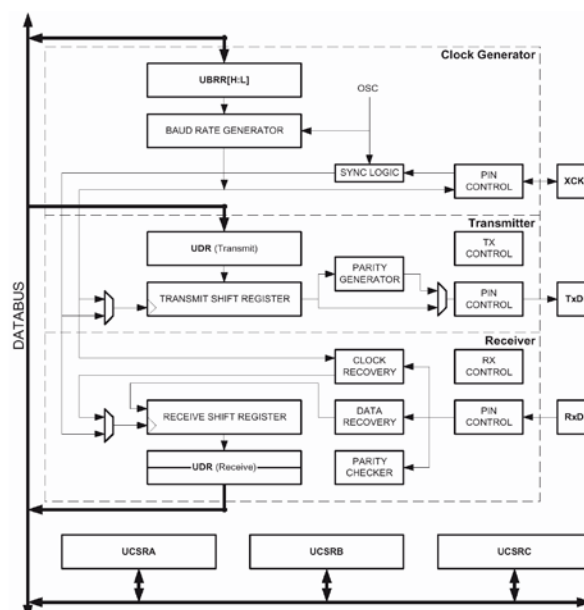 Clock Generator
UBRR[H:L]
OSC
BAUD RATE GENERATOR
SYNC LOGIC
PIN
CONTROL
XCK
Transmitter
UDR (Transmit)
TX
CONTROL
PARITY
GENERATOR
TRANSMIT SHIFT REGISTER
PIN
CONTROL
TxD
DATABUS
Receiver
CLOCK
RECOVERY
RX
CONTROL
RECEIVE SHIFT REGISTER
DATA
RECOVERY
PIN
CONTROL
RxD
UDR (Receive)
PARITY
CHECKER
UCSRA
UCSRB
UCSRC